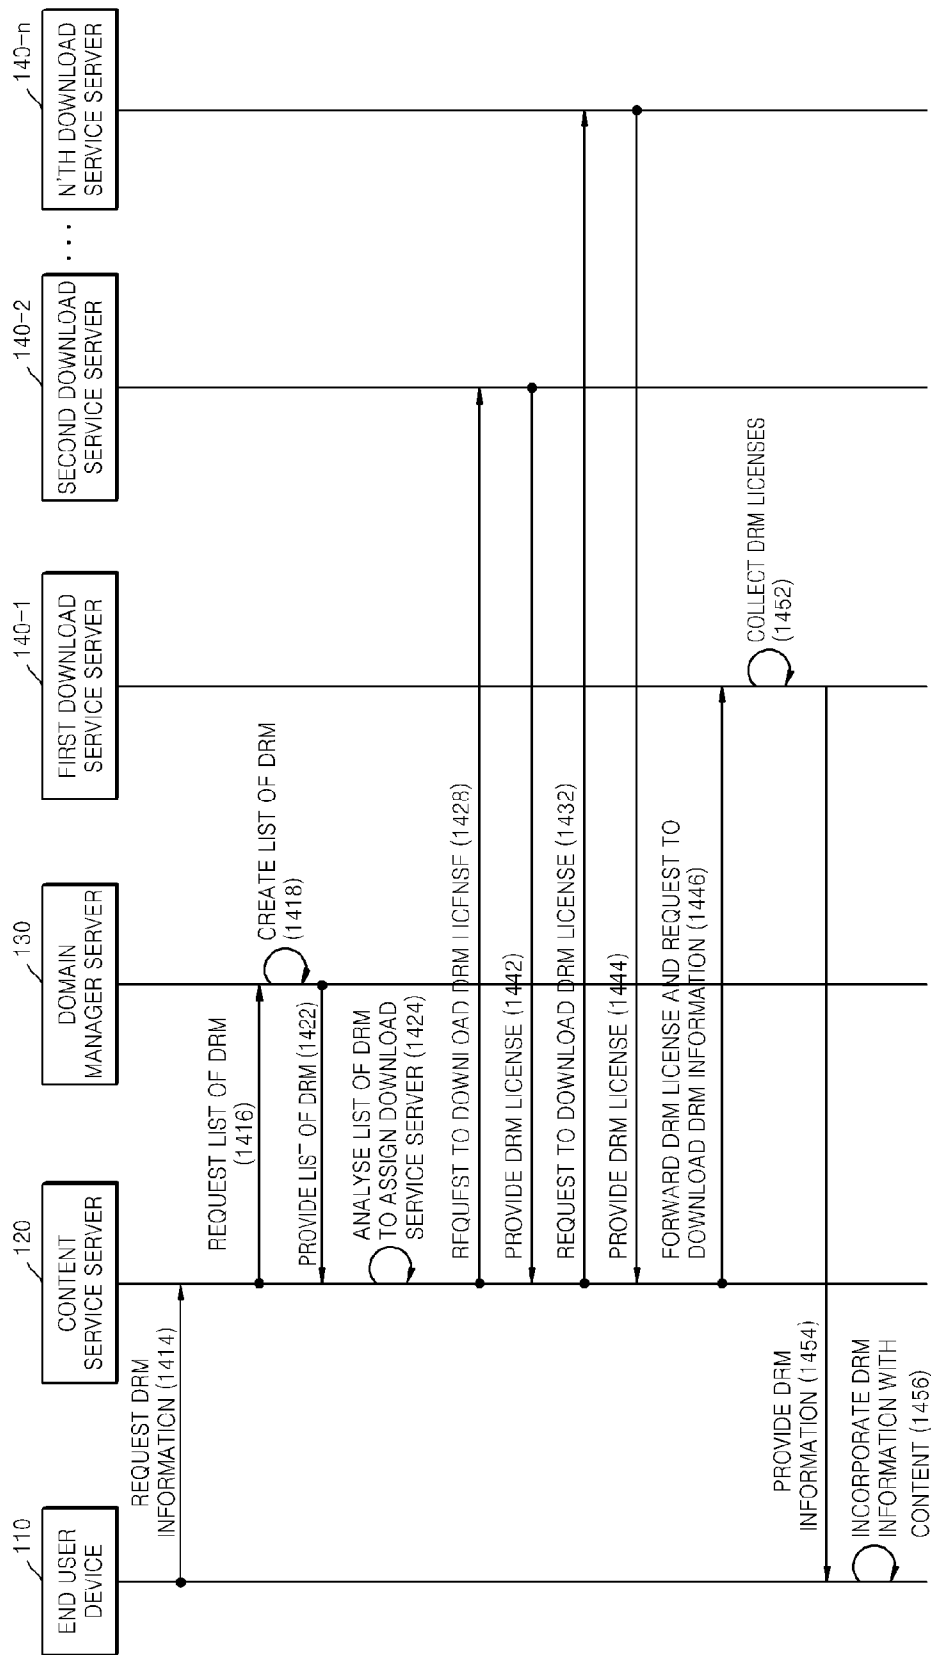 110
END USER
DEVICE
120
CONTENT
SERVICE SERVER
130
DOMAIN
MANAGER SERVER
140-1
FIRST DOWNLOAD
SERVICE SERVER
140-2
SECOND DOWNLOAD
SERVICE SERVER
...
140-n
N'TH DOWNLOAD
SERVICE SERVER
REQUEST DRM
INFORMATION (1414)
REQUEST LIST OF DRM
(1416)
CREATE LIST OF DRM
(1418)
PROVIDE LIST OF DRM (1422)
ANALYSE LIST OF DRM
TO ASSIGN DOWNLOAD
SERVICE SERVER (1424)
REQUEST TO DOWNLOAD DRM LICENSE (1428)
PROVIDE DRM LICENSE (1442)
REQUEST TO DOWNLOAD DRM LICENSE (1432)
PROVIDE DRM LICENSE (1444)
FORWARD DRM LICENSE AND REQUEST TO
DOWNLOAD DRM INFORMATION (1446)
COLLECT DRM LICENSES
(1452)
PROVIDE DRM
INFORMATION (1454)
INCORPORATE DRM
INFORMATION WITH
CONTENT (1456)